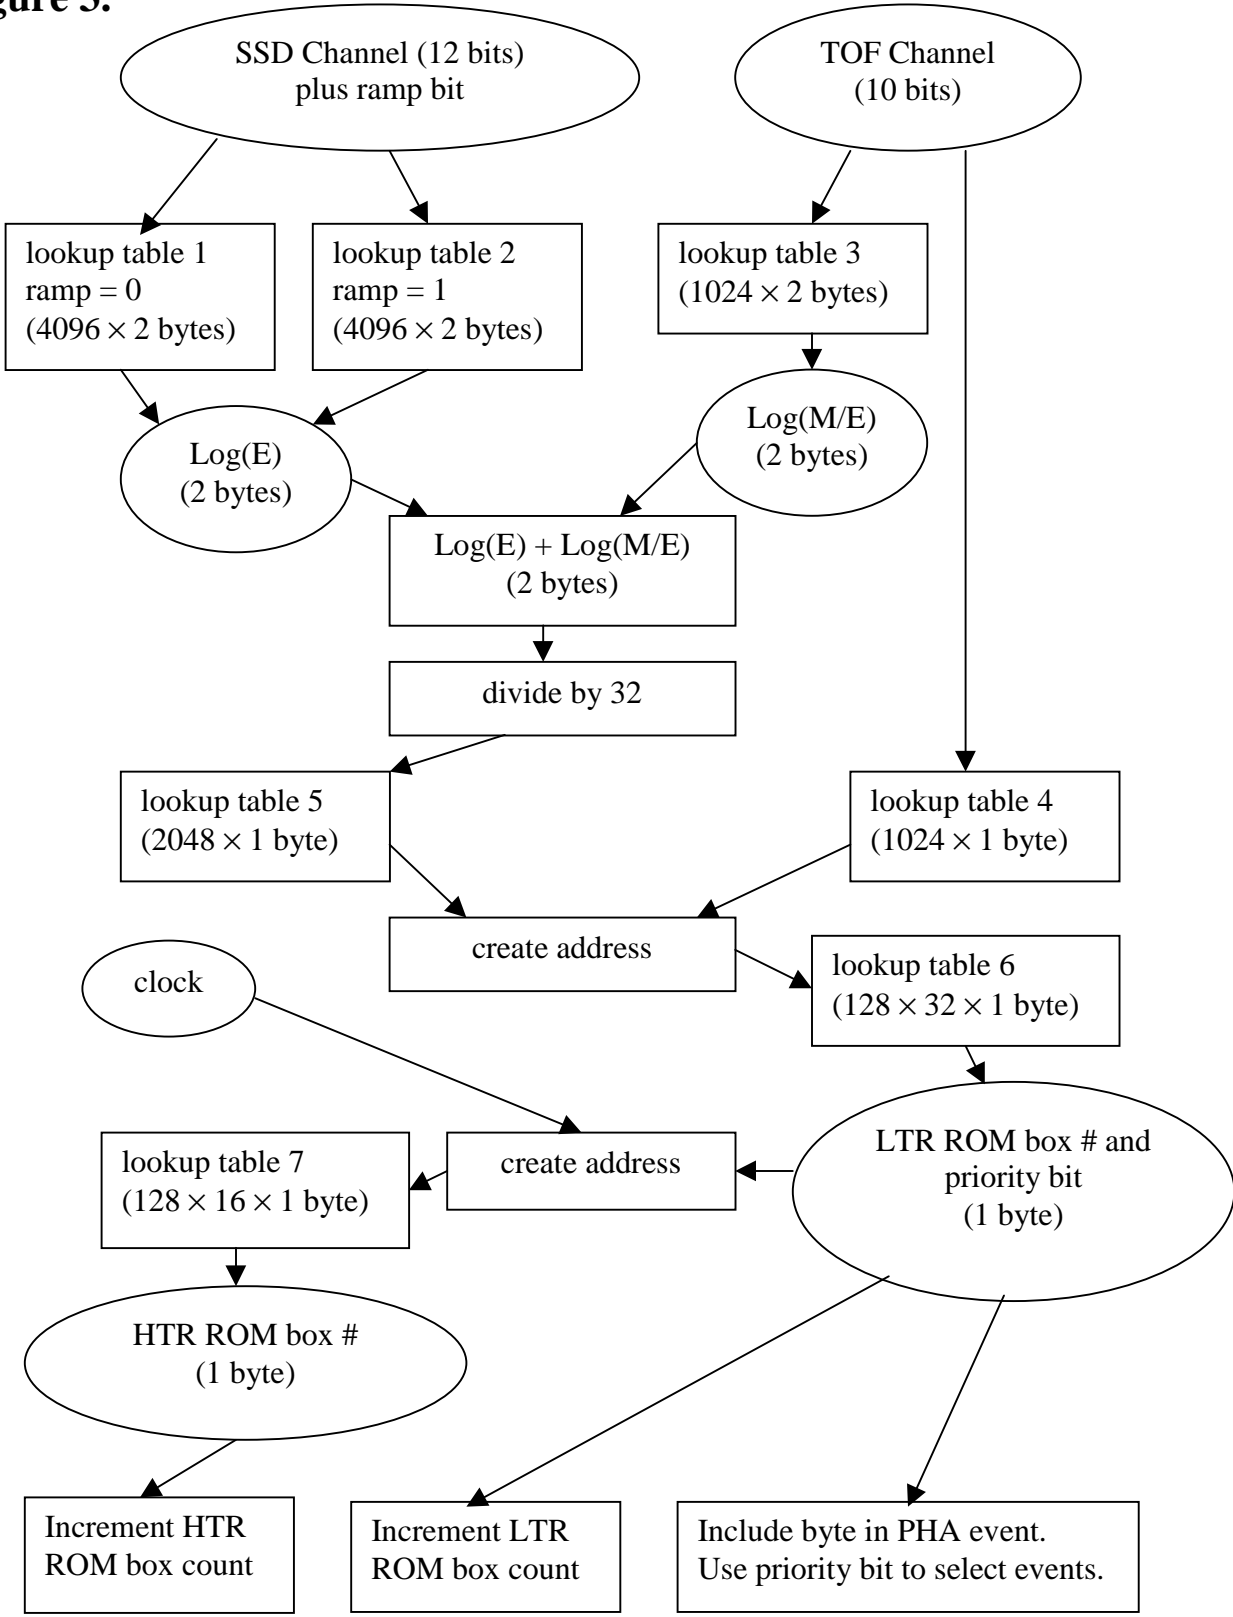 SSD Channel (12 bits)
plus ramp bit
TOF Channel
(10 bits)
lookup table 1
ramp = 0
(4096 × 2 bytes)
lookup table 2
ramp = 1
(4096 × 2 bytes)
lookup table 3
(1024 × 2 bytes)
Log(E)
(2 bytes)
Log(M/E)
(2 bytes)
Log(E) + Log(M/E)
(2 bytes)
divide by 32
lookup table 5
(2048 × 1 byte)
lookup table 4
(1024 × 1 byte)
create address
clock
lookup table 6
(128 × 32 × 1 byte)
lookup table 7
(128 × 16 × 1 byte)
create address
LTR ROM box # and
priority bit
(1 byte)
HTR ROM box #
(1 byte)
Increment HTR
ROM box count
Increment LTR
ROM box count
Include byte in PHA event.
Use priority bit to select events.